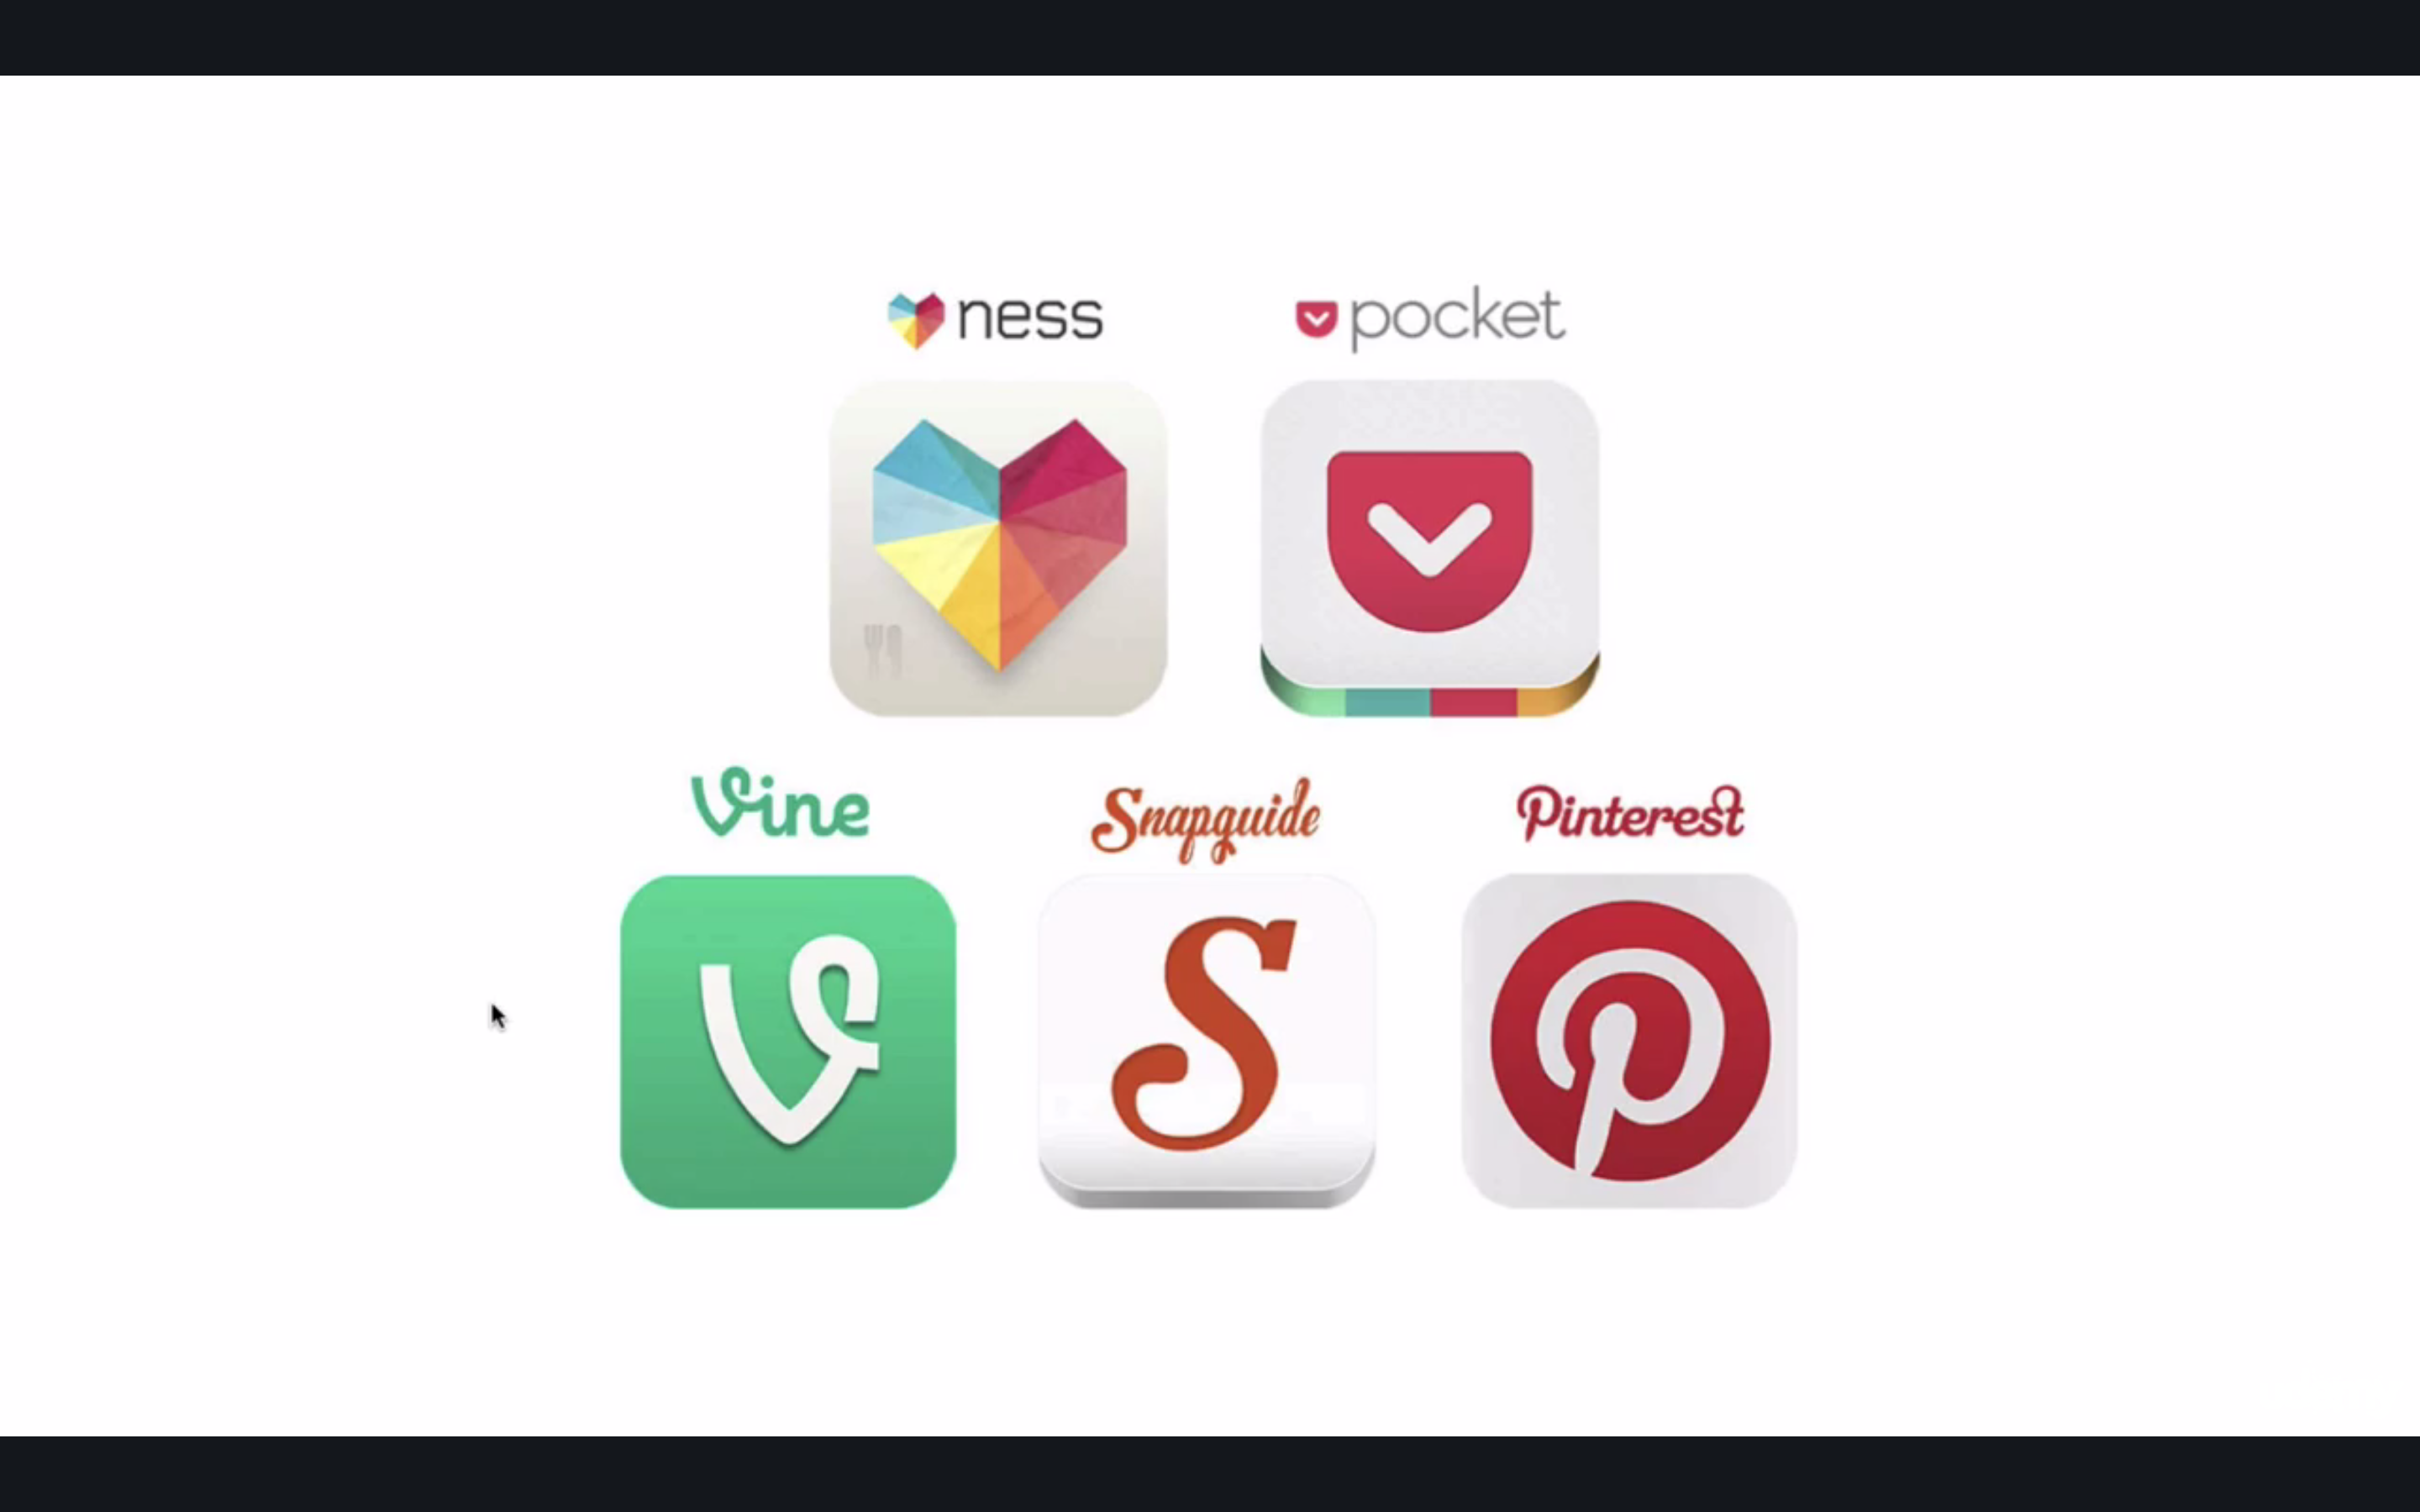 ness
pocket
Vine
Snapguide
Pinterest
V
S
P